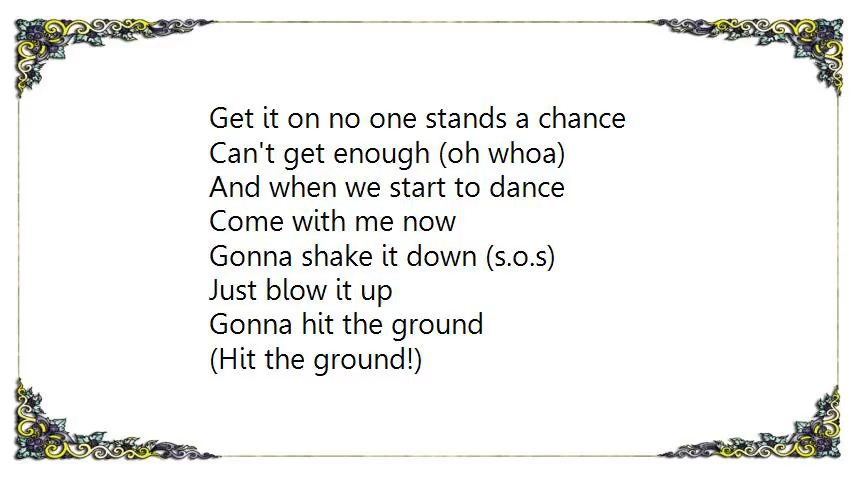 Get it on no one stands a chance
Can't get enough (oh whoa)
And when we start to dance
Come with me now
Gonna shake it down (s.o.s)
Just blow it up
Gonna hit the ground
(Hit the ground!)